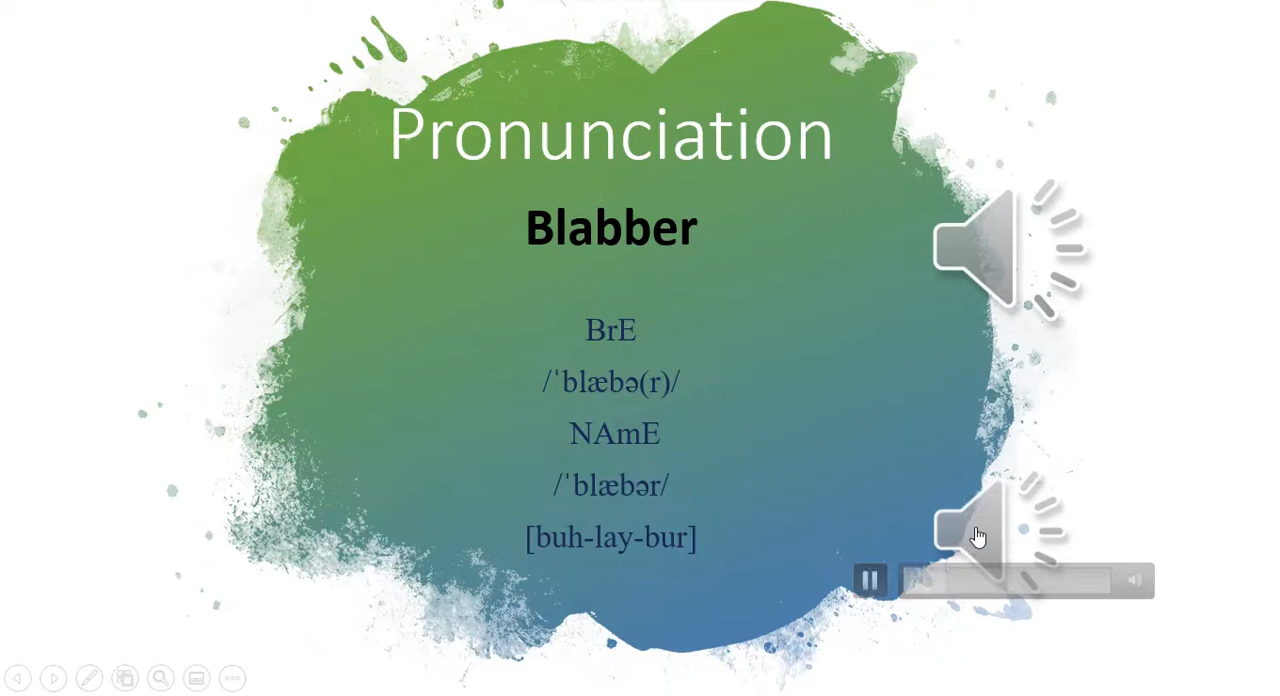 Pronunciation
Blabber
BrE
/ˈblæbə(r)/
NAmE
/ˈblæbər/
[buh-lay-bur]